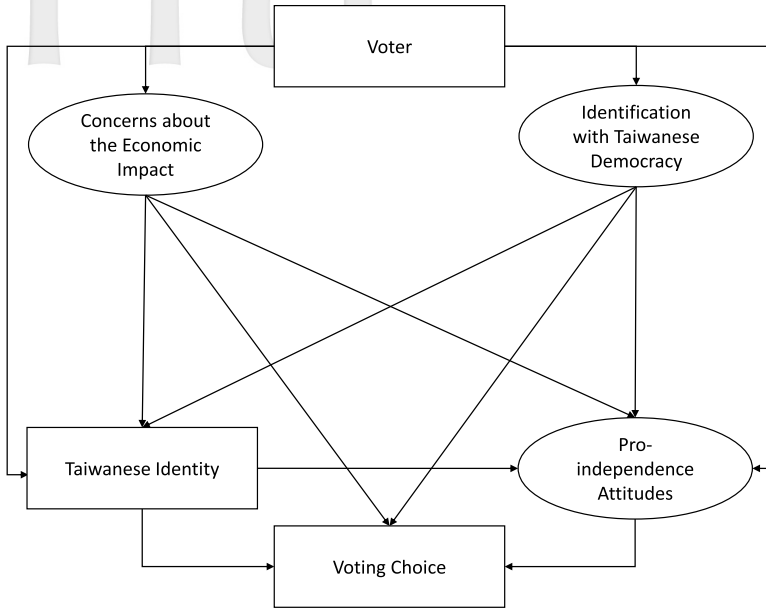 Voter
Concerns about
the Economic
Impact
Identification
with Taiwanese
Democracy
Taiwanese Identity
Pro-
independence
Attitudes
Voting Choice